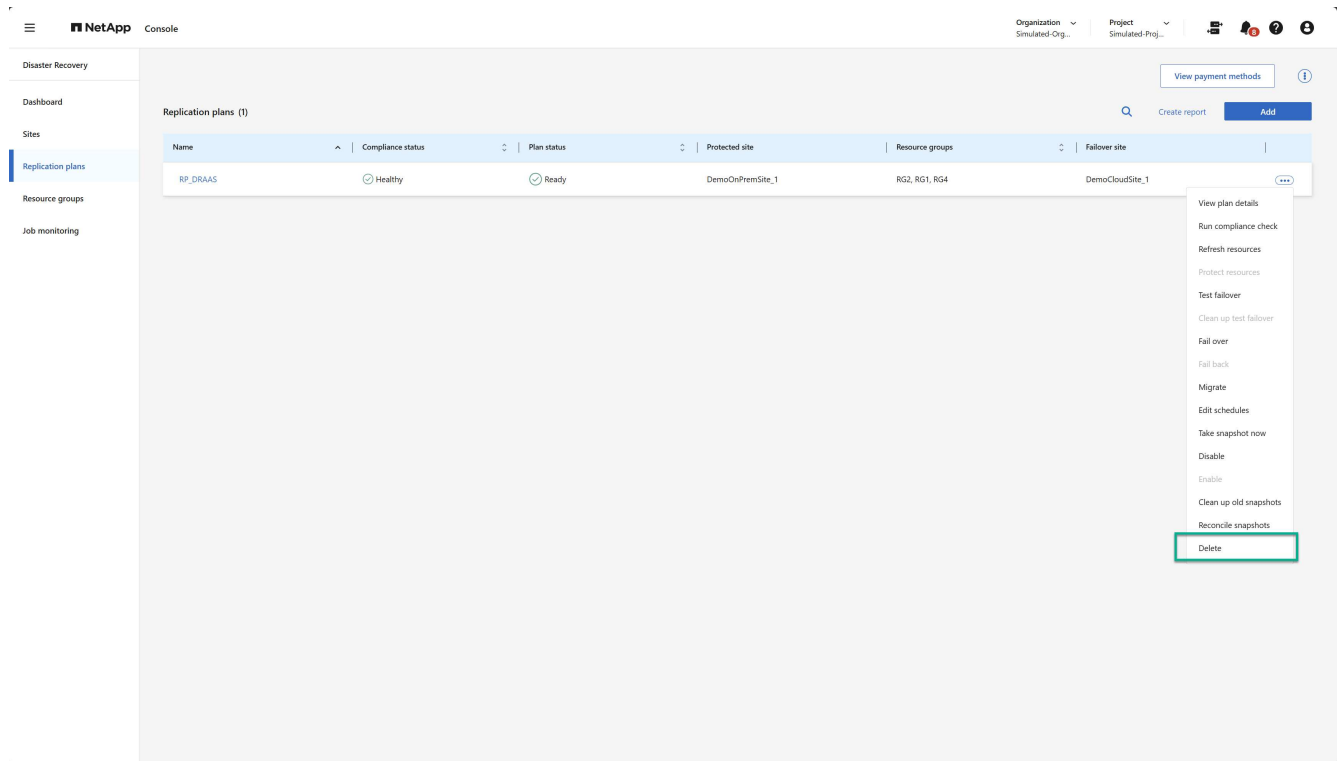 NetApp Console
Organization
Simulated-Org...
Project
Simulated-Proj...
8
Disaster Recovery
Dashboard
Sites
Replication plans
Resource groups
Job monitoring
View payment methods
Replication plans (1)
Create report
Add
Name Compliance status Plan status Protected site Resource groups Failover site
RP_DRAAS Healthy Ready DemoOnPremSite_1 RG2, RG1, RG4 DemoCloudSite_1
View plan details
Run compliance check
Refresh resources
Protect resources
Test failover
Clean up test failover
Fail over
Fail back
Migrate
Edit schedules
Take snapshot now
Disable
Enable
Clean up old snapshots
Reconcile snapshots
Delete